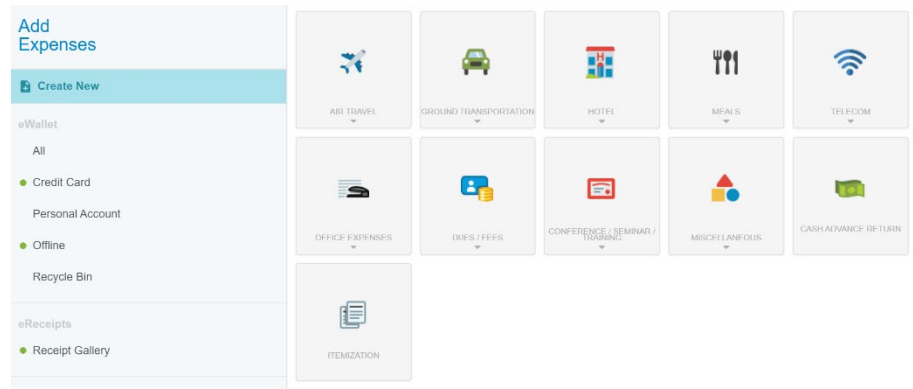 Add
Expenses
Create New
eWallet
All
Credit Card
Personal Account
Offline
Recycle Bin
eReceipts
Receipt Gallery
AIR TRAVEL
GROUND TRANSPORTATION
HOTEL
MEALS
TELECOM
OFFICE EXPENSES
DUES / FEES
CONFERENCE / SEMINAR /
TRAINING
MISCELLANEOUS
CASH ADVANCE RETURN
ITEMIZATION